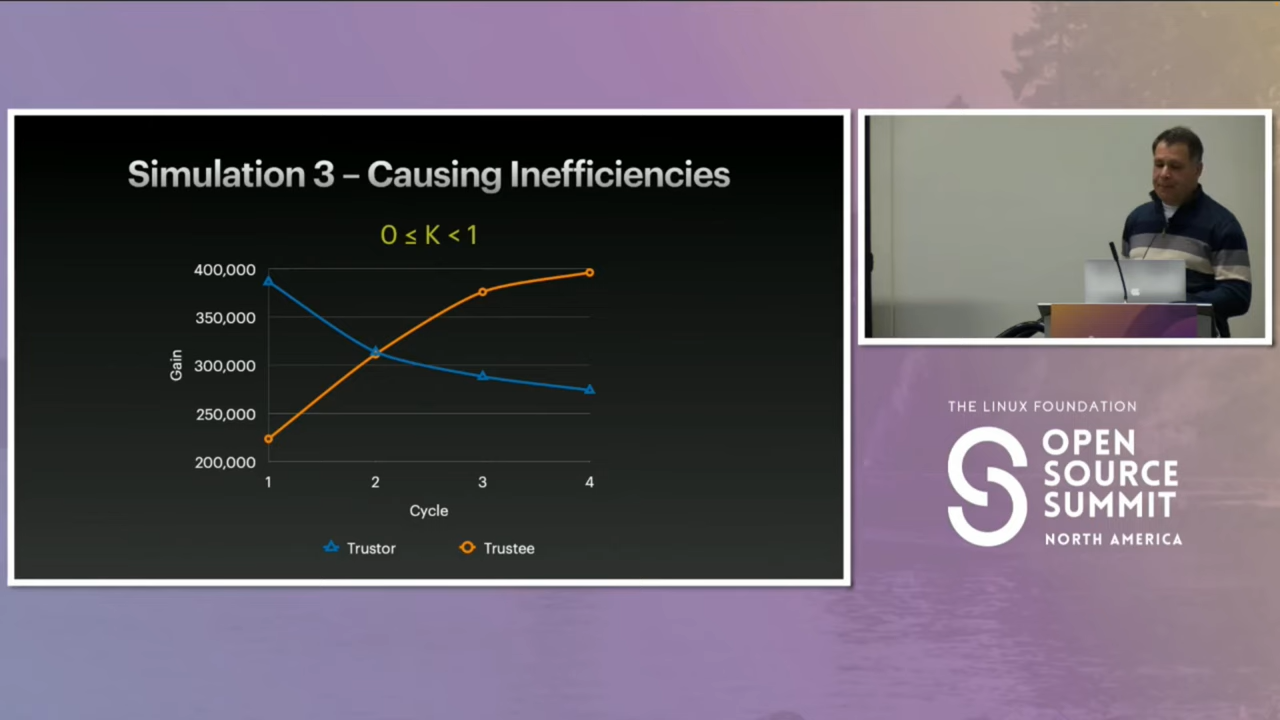 Simulation 3 – Causing Inefficiencies
0 ≤ K < 1
400,000
350,000
300,000
250,000
200,000
Gain
1 2 3 4
Cycle
Trustor Trustee
THE LINUX FOUNDATION
OPEN
SOURCE
SUMMIT
NORTH AMERICA